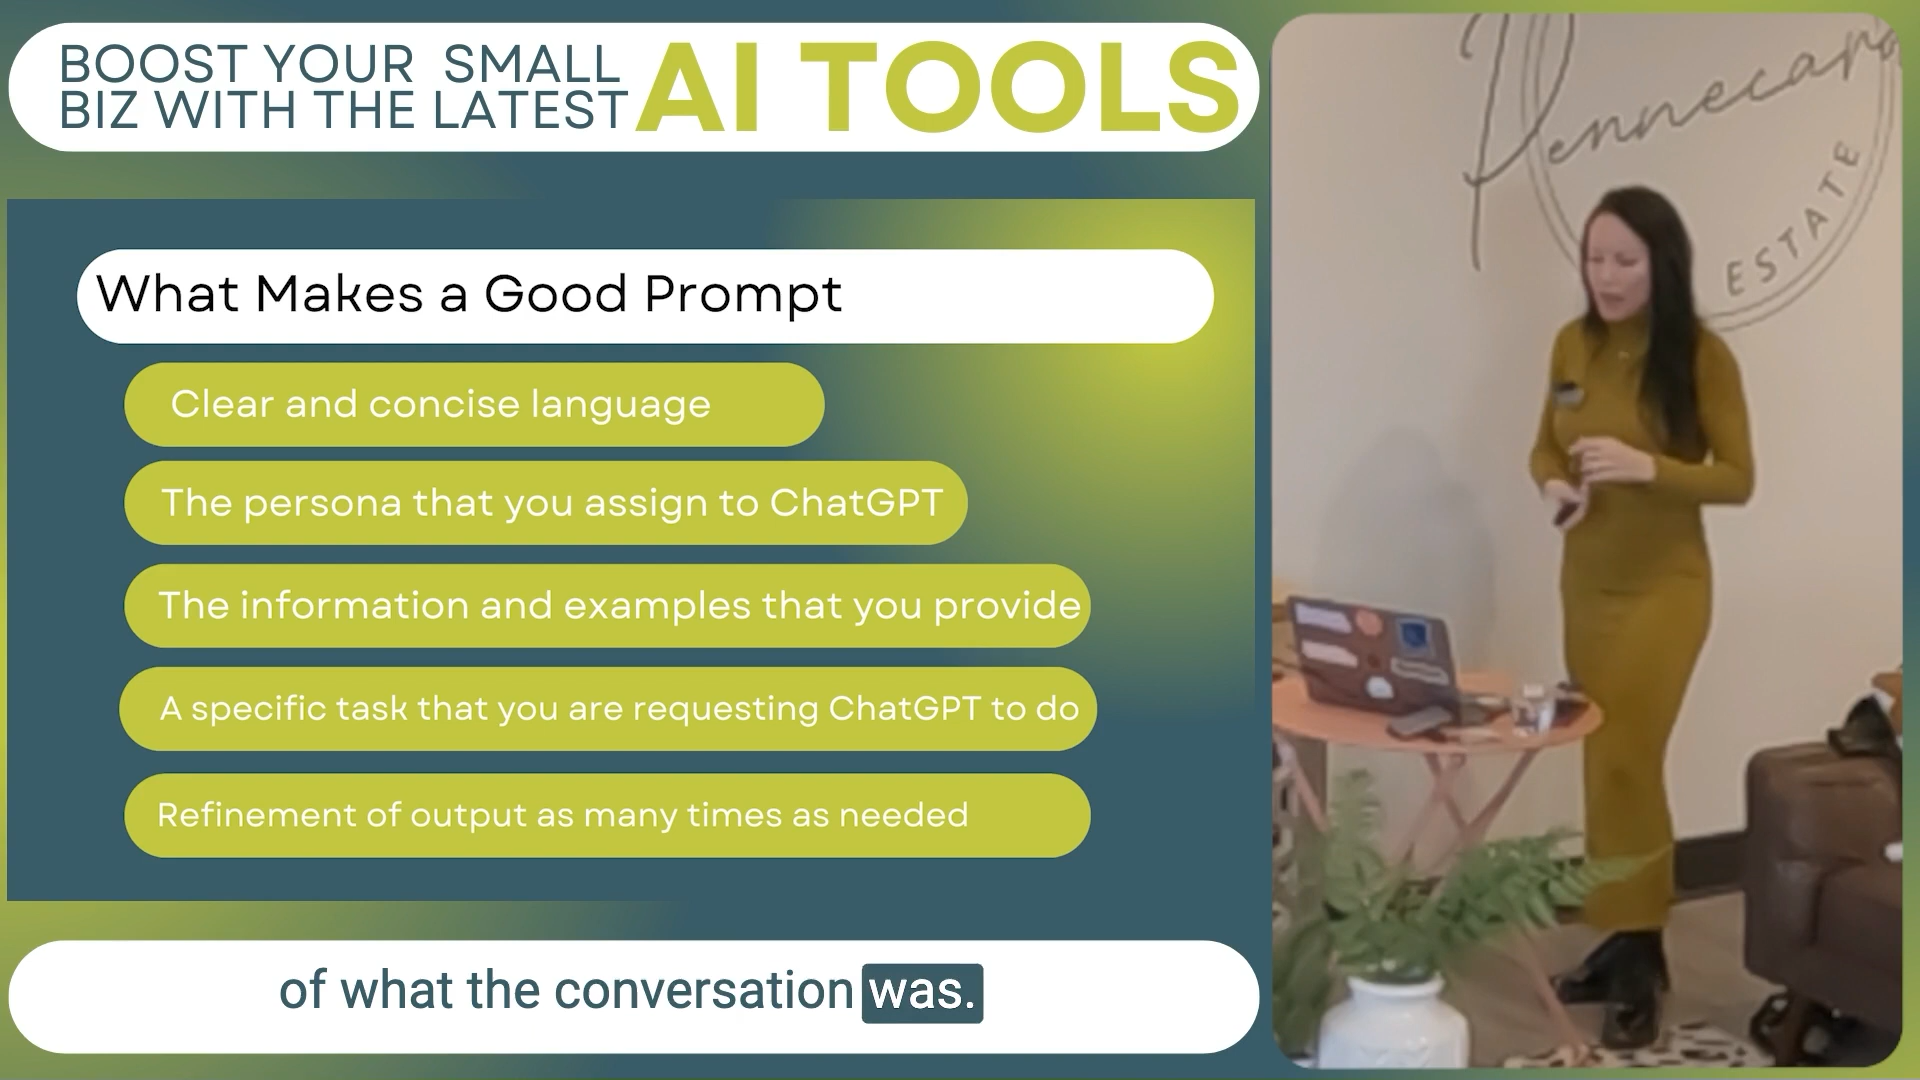 BOOST YOUR SMALL
BIZ WITH THE LATEST
AI TOOLS
What Makes a Good Prompt
Clear and concise language
The persona that you assign to ChatGPT
The information and examples that you provide
A specific task that you are requesting ChatGPT to do
Refinement of output as many times as needed
of what the conversation was.
ESTATE